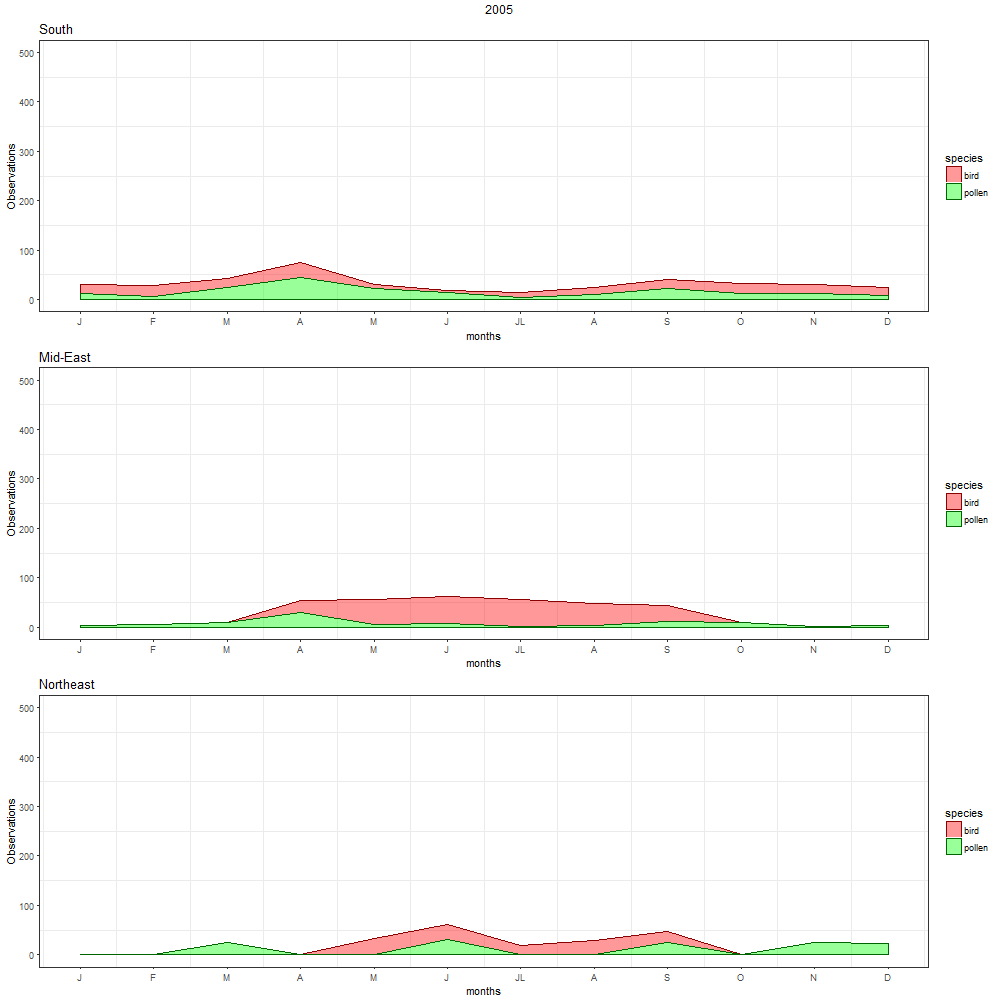 2005
South
Observations
500
400
300
200
100
0
J F M A M J JL A S O N D
months
species
bird
pollen
Mid-East
Observations
500
400
300
200
100
0
J F M A M J JL A S O N D
months
species
bird
pollen
Northeast
Observations
500
400
300
200
100
0
J F M A M J JL A S O N D
months
species
bird
pollen